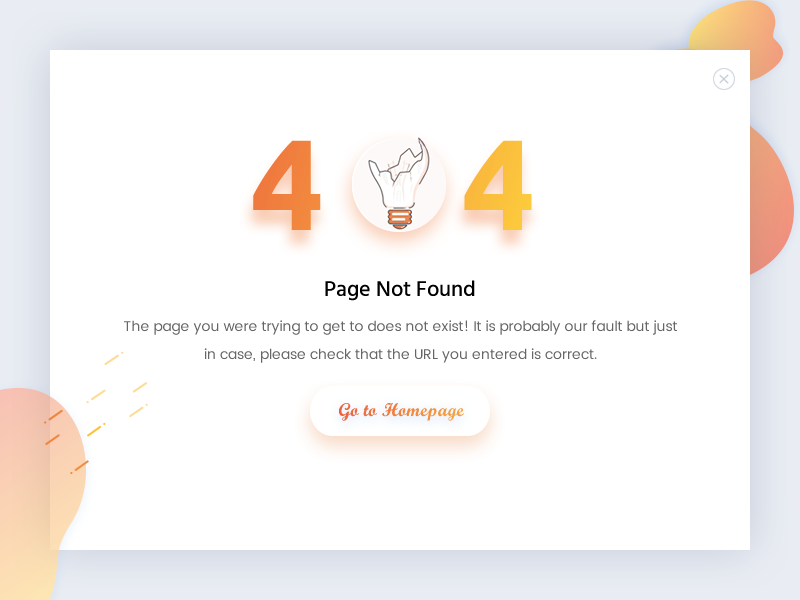 4 4
Page Not Found
The page you were trying to get to does not exist! It is probably our fault but just
in case, please check that the URL you entered is correct.
Go to Homepage